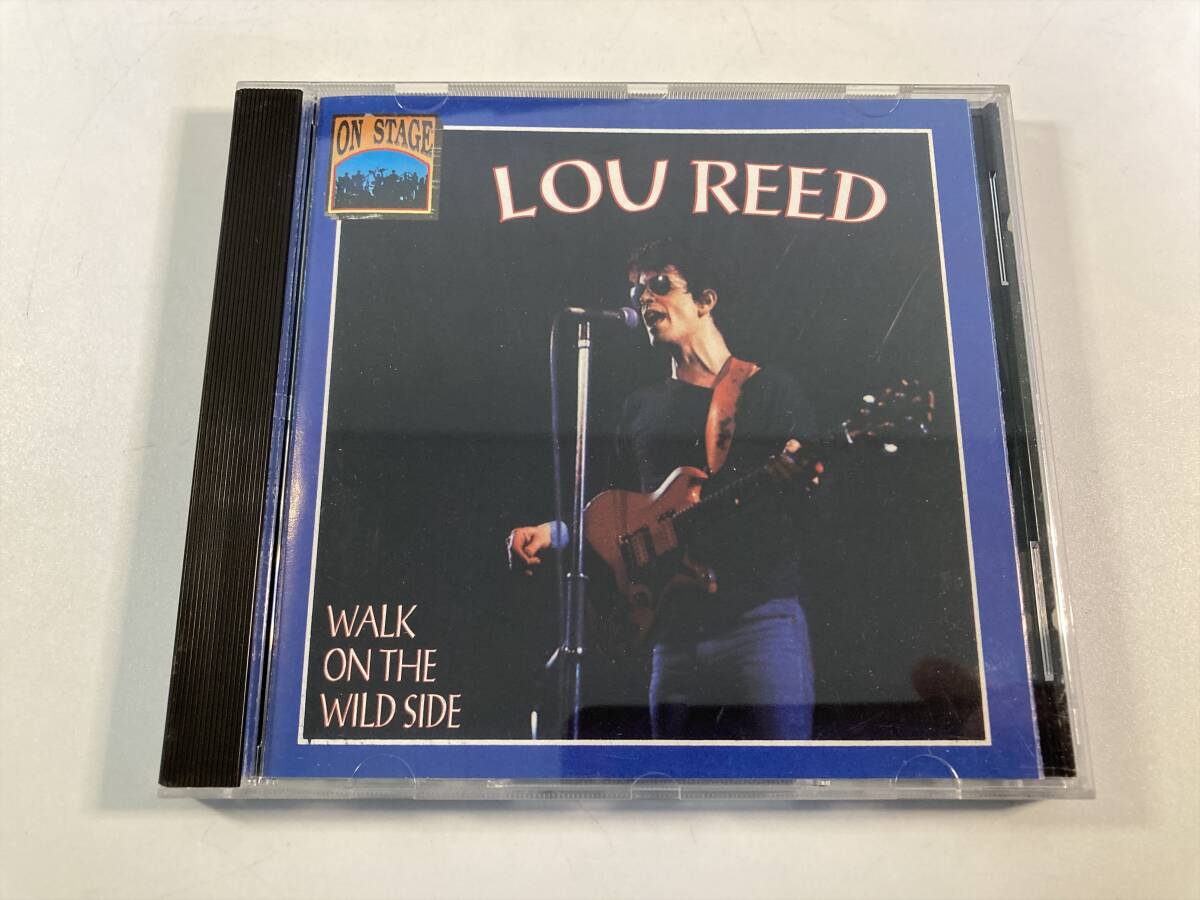 ON STAGE
LOU REED
WALK
ON THE
WILD SIDE